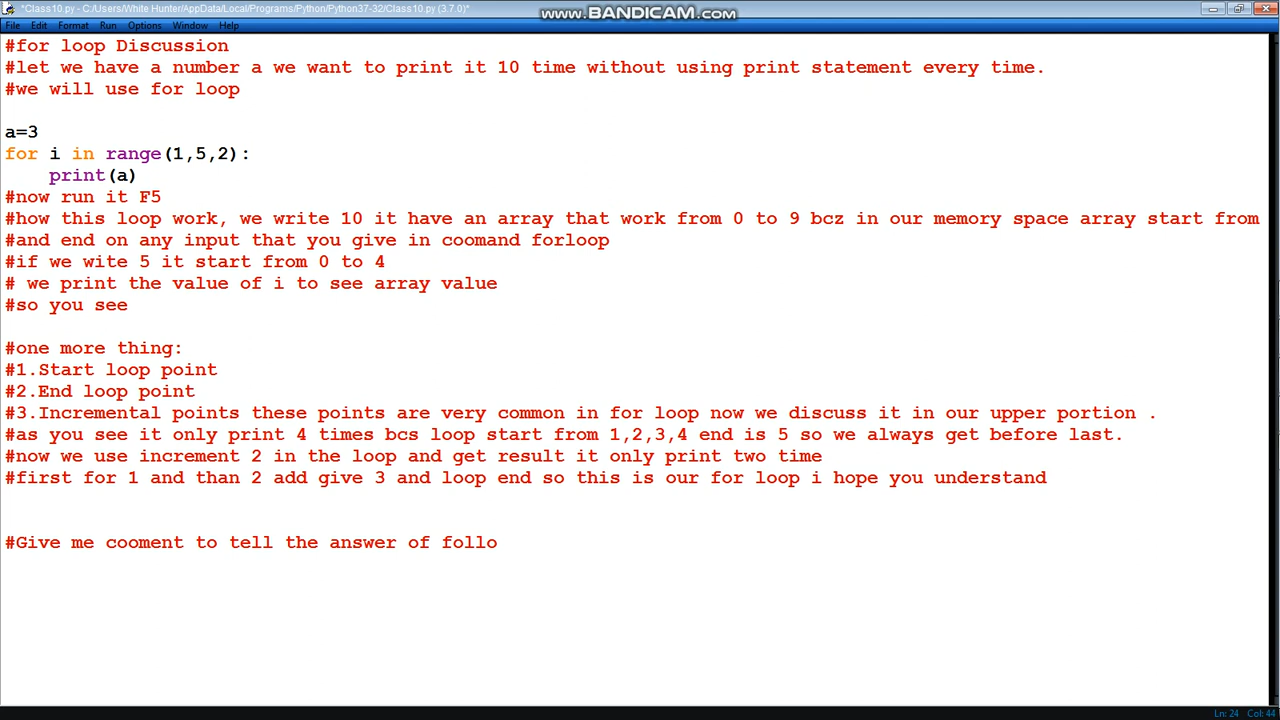 *Class10.py - C:/Users/White Hunter/AppData/Local/Programs/Python/Python37-32/Class10.py (3.7.0)*
www.BANDICAM.com
File Edit Format Run Options Window Help
#for loop Discussion
#let we have a number a we want to print it 10 time without using print statement every time.
#we will use for loop
a=3
for i in range(1,5,2):
    print(a)
#now run it F5
#how this loop work, we write 10 it have an array that work from 0 to 9 bcz in our memory space array start from
#and end on any input that you give in coomand forloop
#if we wite 5 it start from 0 to 4
# we print the value of i to see array value
#so you see
#one more thing:
#1.Start loop point
#2.End loop point
#3.Incremental points these points are very common in for loop now we discuss it in our upper portion .
#as you see it only print 4 times bcs loop start from 1,2,3,4 end is 5 so we always get before last.
#now we use increment 2 in the loop and get result it only print two time
#first for 1 and than 2 add give 3 and loop end so this is our for loop i hope you understand
#Give me cooment to tell the answer of follo
Ln: 24 Col: 44